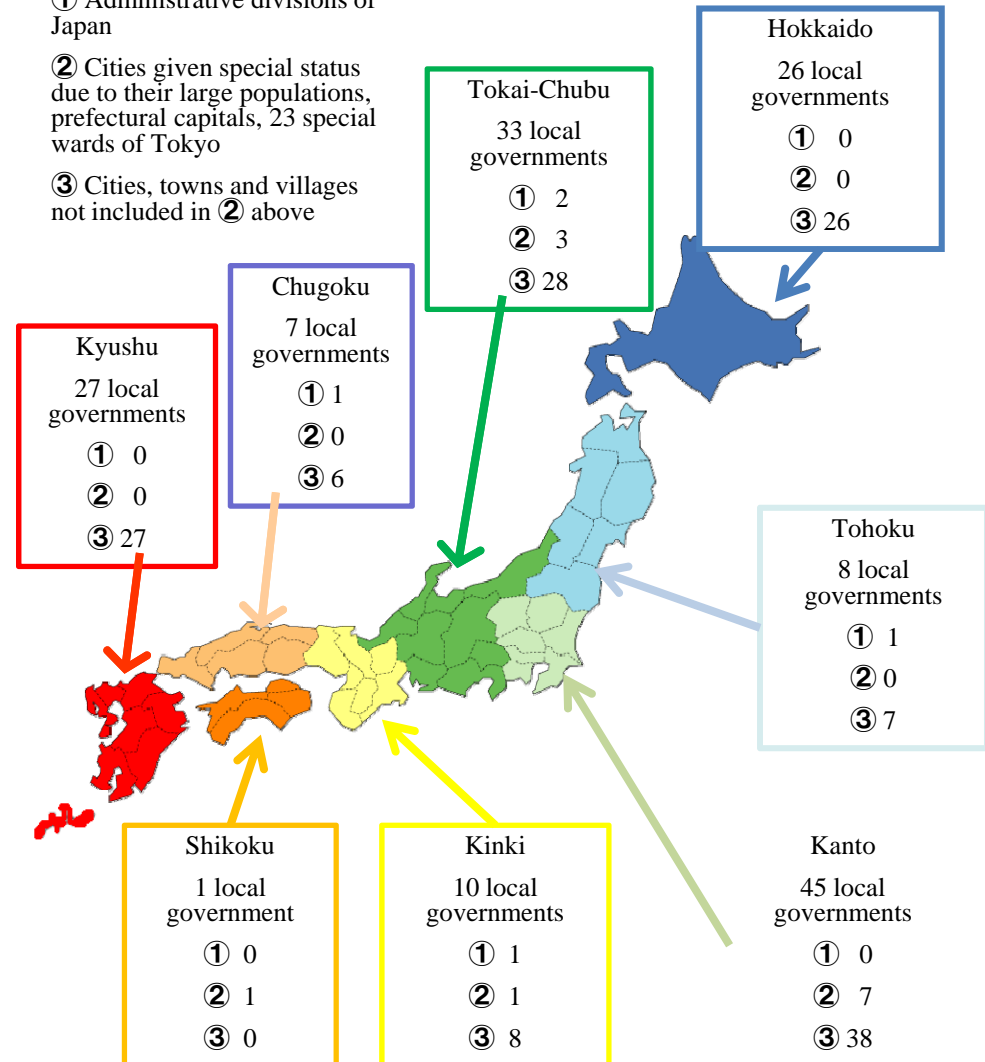 ① Administrative divisions of
Japan
② Cities given special status
due to their large populations,
prefectural capitals, 23 special
wards of Tokyo
③ Cities, towns and villages
not included in ② above
Hokkaido
26 local
governments
① 0
② 0
③ 26
Tokai-Chubu
33 local
governments
① 2
② 3
③ 28
Chugoku
7 local
governments
① 1
② 0
③ 6
Kyushu
27 local
governments
① 0
② 0
③ 27
Tohoku
8 local
governments
① 1
② 0
③ 7
Shikoku
1 local
government
① 0
② 1
③ 0
Kinki
10 local
governments
① 1
② 1
③ 8
Kanto
45 local
governments
① 0
② 7
③ 38